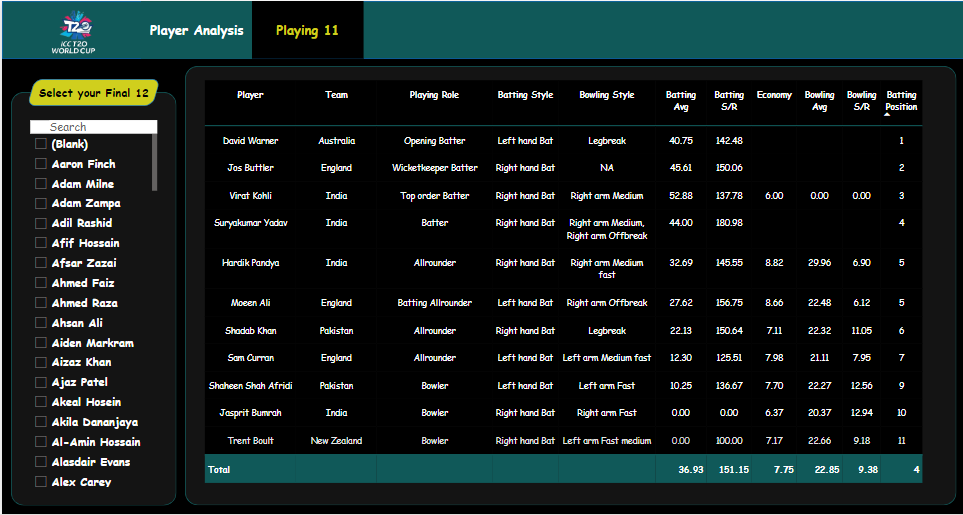 T20
ICC T20
WORLD CUP
Player Analysis
Playing 11
Select your Final 12
Search
(Blank)
Aaron Finch
Adam Milne
Adam Zampa
Adil Rashid
Afif Hossain
Afsar Zazai
Ahmed Faiz
Ahmed Raza
Ahsan Ali
Aiden Markram
Aizaz Khan
Ajaz Patel
Akeal Hosein
Akila Dananjaya
Al-Amin Hossain
Alasdair Evans
Alex Carey
Player Team Playing Role Batting Style Bowling Style Batting Avg Batting S/R Economy Bowling Avg Bowling S/R Batting Position
David Warner Australia Opening Batter Left hand Bat Legbreak 40.75 142.48 1
Jos Buttler England Wicketkeeper Batter Right hand Bat NA 45.61 150.06 2
Virat Kohli India Top order Batter Right hand Bat Right arm Medium 52.88 137.78 6.00 0.00 0.00 3
Suryakumar Yadav India Batter Right hand Bat Right arm Medium, Right arm Offbreak 44.00 180.98 4
Hardik Pandya India Allrounder Right hand Bat Right arm Medium fast 32.69 145.55 8.82 29.96 6.90 5
Moeen Ali England Batting Allrounder Left hand Bat Right arm Offbreak 27.62 156.75 8.66 22.48 6.12 5
Shadab Khan Pakistan Allrounder Right hand Bat Legbreak 22.13 150.64 7.11 22.32 11.05 6
Sam Curran England Allrounder Left hand Bat Left arm Medium fast 12.30 125.51 7.98 21.11 7.95 7
Shaheen Shah Afridi Pakistan Bowler Left hand Bat Left arm Fast 10.25 136.67 7.70 22.27 12.56 9
Jasprit Bumrah India Bowler Right hand Bat Right arm Fast 0.00 0.00 6.37 20.37 12.94 10
Trent Boult New Zealand Bowler Right hand Bat Left arm Fast medium 0.00 100.00 7.17 22.66 9.18 11
Total 36.93 151.15 7.75 22.85 9.38 4